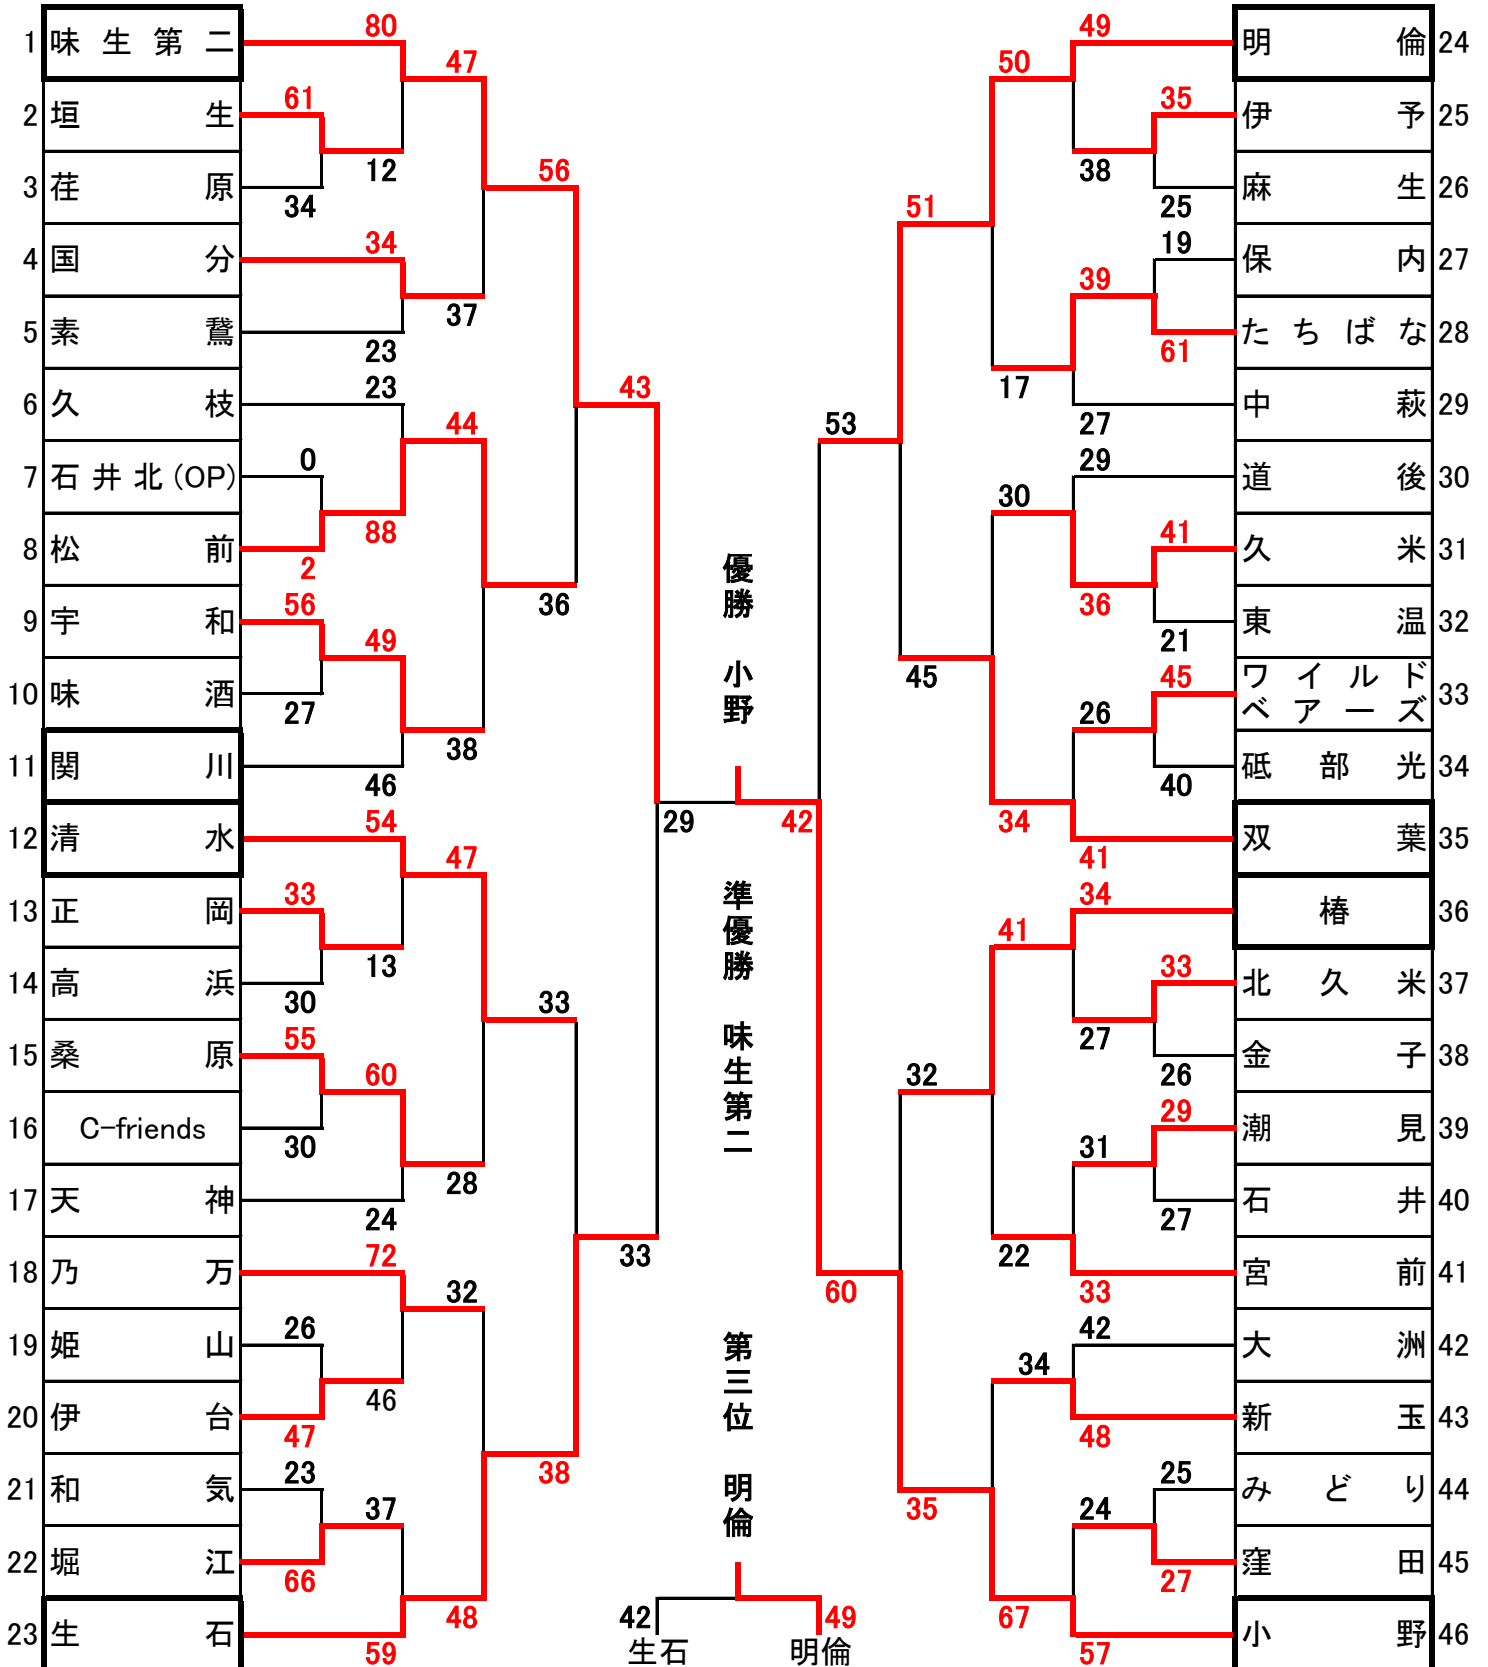 1 味生第二
2 垣生
3 荏原
4 国分
5 素鵞
6 久枝
7 石井北(OP)
8 松前
9 宇和
10 味酒
11 関川
12 清水
13 正岡
14 高浜
15 桑原
16 C-friends
17 天神
18 乃万
19 姫山
20 伊台
21 和気
22 堀江
23 生石
80
61
12
34
34
23
23
0
88
2
56
49
27
46
54
33
13
30
55
60
30
24
72
26
46
47
23
37
66
59
47
37
44
38
47
28
32
48
56
36
33
38
43
33
29
42
優勝 小野
準優勝 味生第二
第三位 明倫
42
49
生石
明倫
53
60
51
45
32
35
50
17
30
34
41
22
34
67
49
35
38
25
19
39
61
27
29
41
36
21
45
26
40
41
34
33
27
26
29
31
27
33
42
48
25
24
27
57
明倫 24
伊予 25
麻生 26
保内 27
たちばな 28
中萩 29
道後 30
久米 31
東温 32
ワイルド
ベアーズ 33
砥部光 34
双葉 35
椿 36
北久米 37
金子 38
潮見 39
石井 40
宮前 41
大洲 42
新玉 43
みどり 44
窪田 45
小野 46